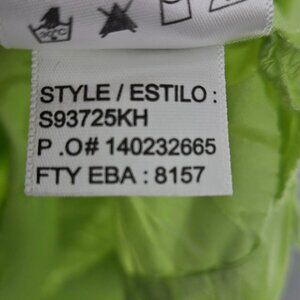 STYLE / ESTILO :
S93725KH
P .O# 140232665
FTY EBA : 8157